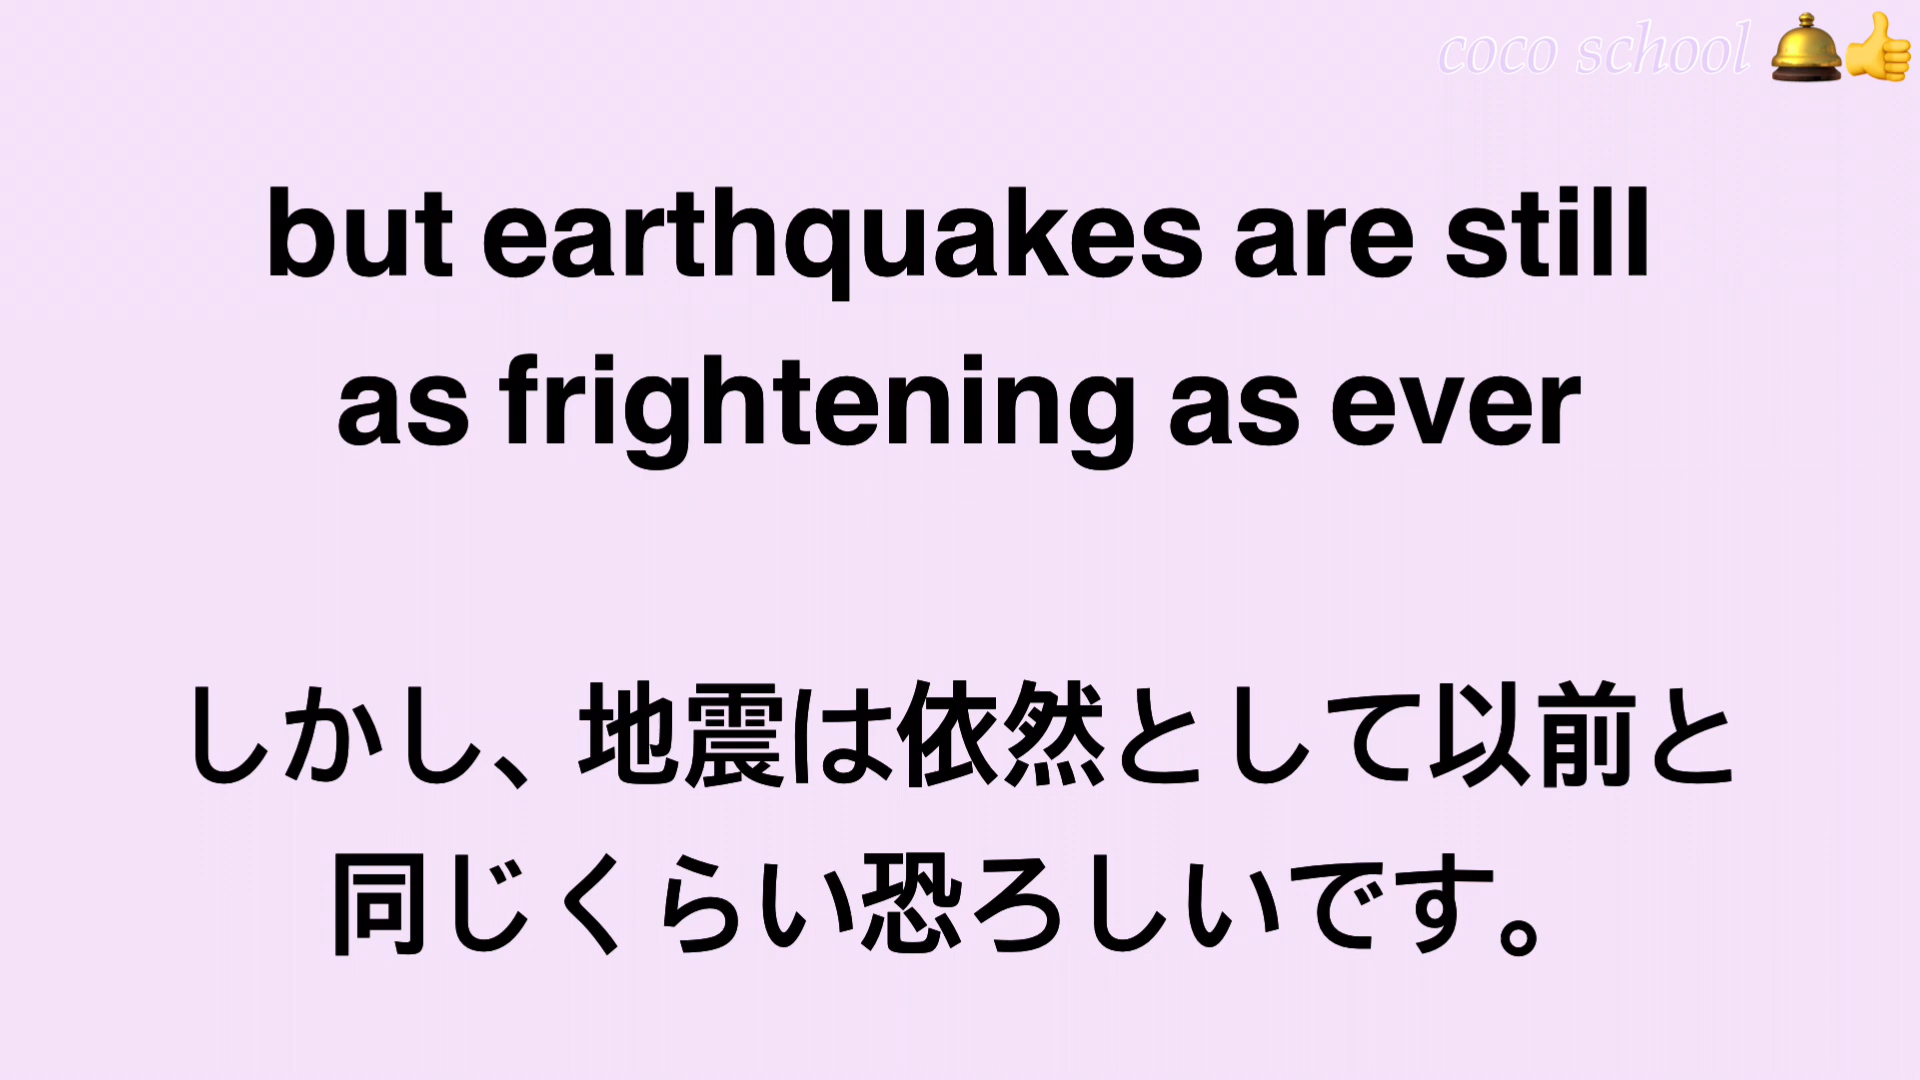 coco school 🛎️👍
but earthquakes are still
as frightening as ever
しかし、地震は依然として以前と
同じくらい恐ろしいです。